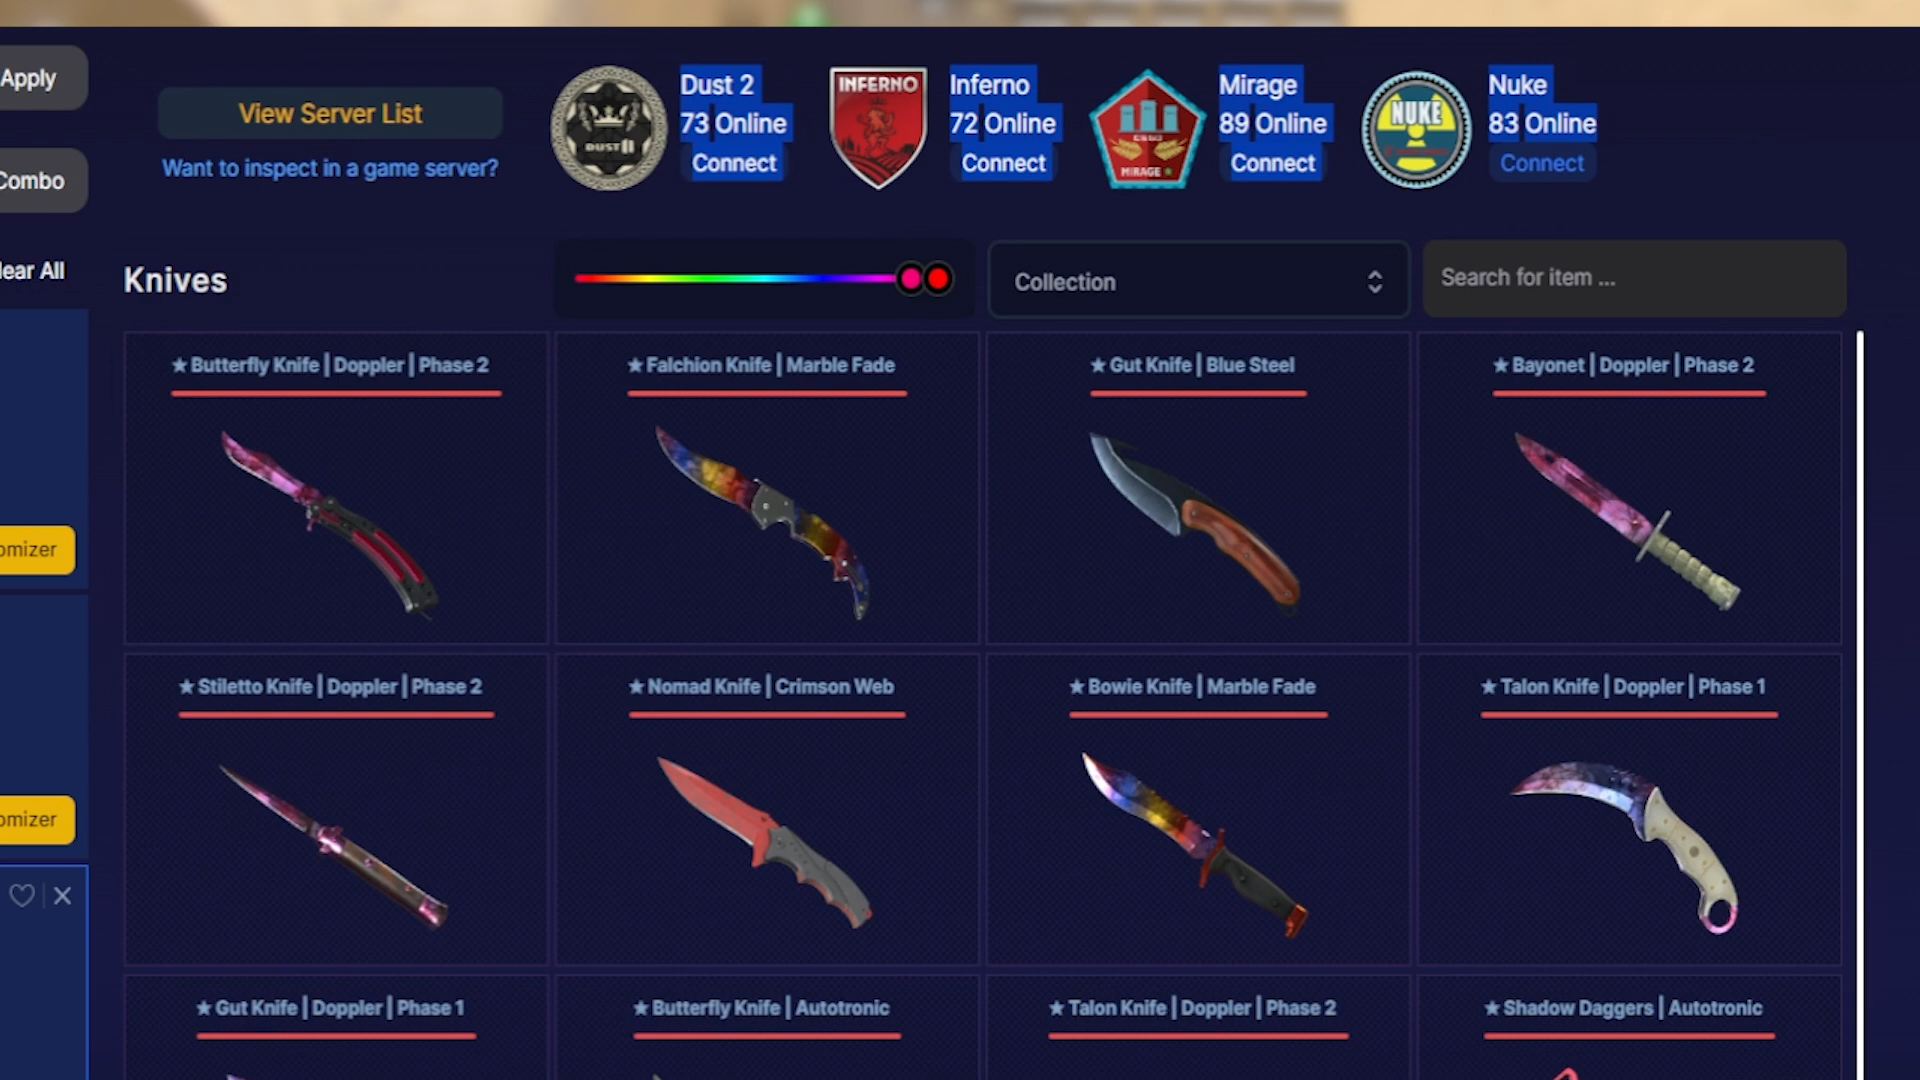 Apply
Combo
lear All
omizer
omizer
View Server List
Want to inspect in a game server?
DUST II
Dust 2
73 Online
Connect
INFERNO
Inferno
72 Online
Connect
CSGO
MIRAGE
Mirage
89 Online
Connect
NUKE
Nuke
83 Online
Connect
Knives
Collection
Search for item ...
★ Butterfly Knife | Doppler | Phase 2
★ Falchion Knife | Marble Fade
★ Gut Knife | Blue Steel
★ Bayonet | Doppler | Phase 2
★ Stiletto Knife | Doppler | Phase 2
★ Nomad Knife | Crimson Web
★ Bowie Knife | Marble Fade
★ Talon Knife | Doppler | Phase 1
★ Gut Knife | Doppler | Phase 1
★ Butterfly Knife | Autotronic
★ Talon Knife | Doppler | Phase 2
★ Shadow Daggers | Autotronic